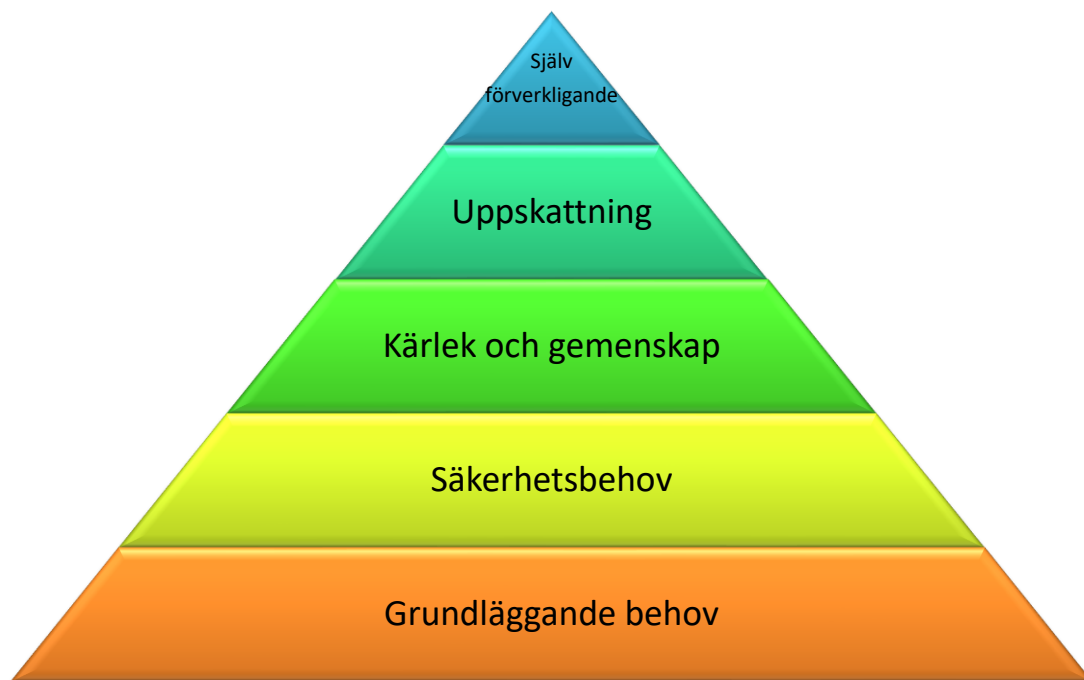 Själv
förverkligande
Uppskattning
Kärlek och gemenskap
Säkerhetsbehov
Grundläggande behov